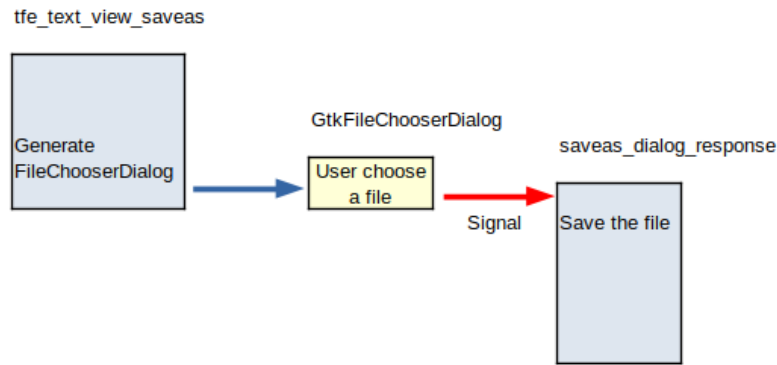 tfe_text_view_saveas
Generate
FileChooserDialog
GtkFileChooserDialog
User choose
a file
Signal
saveas_dialog_response
Save the file